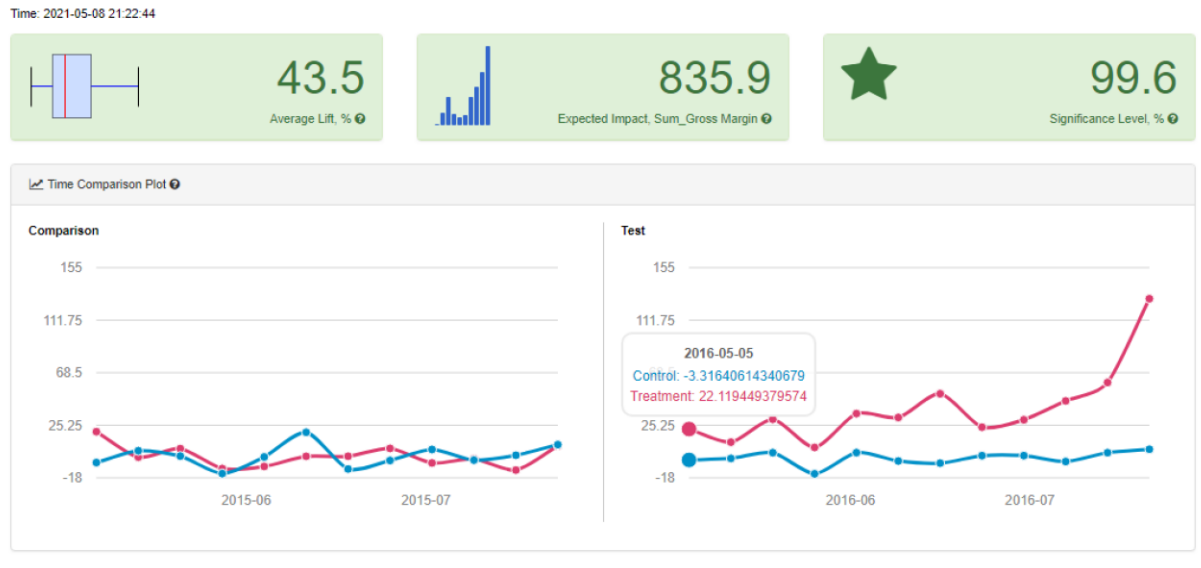 Time: 2021-05-08 21:22:44
43.5
Average Lift, %
835.9
Expected Impact, Sum_Gross Margin
99.6
Significance Level, %
Time Comparison Plot
Comparison
155
111.75
68.5
25.25
-18
2015-06
2015-07
Test
155
111.75
2016-05-05
Control: -3.31640614340679
Treatment: 22.119449379574
25.25
-18
2016-06
2016-07